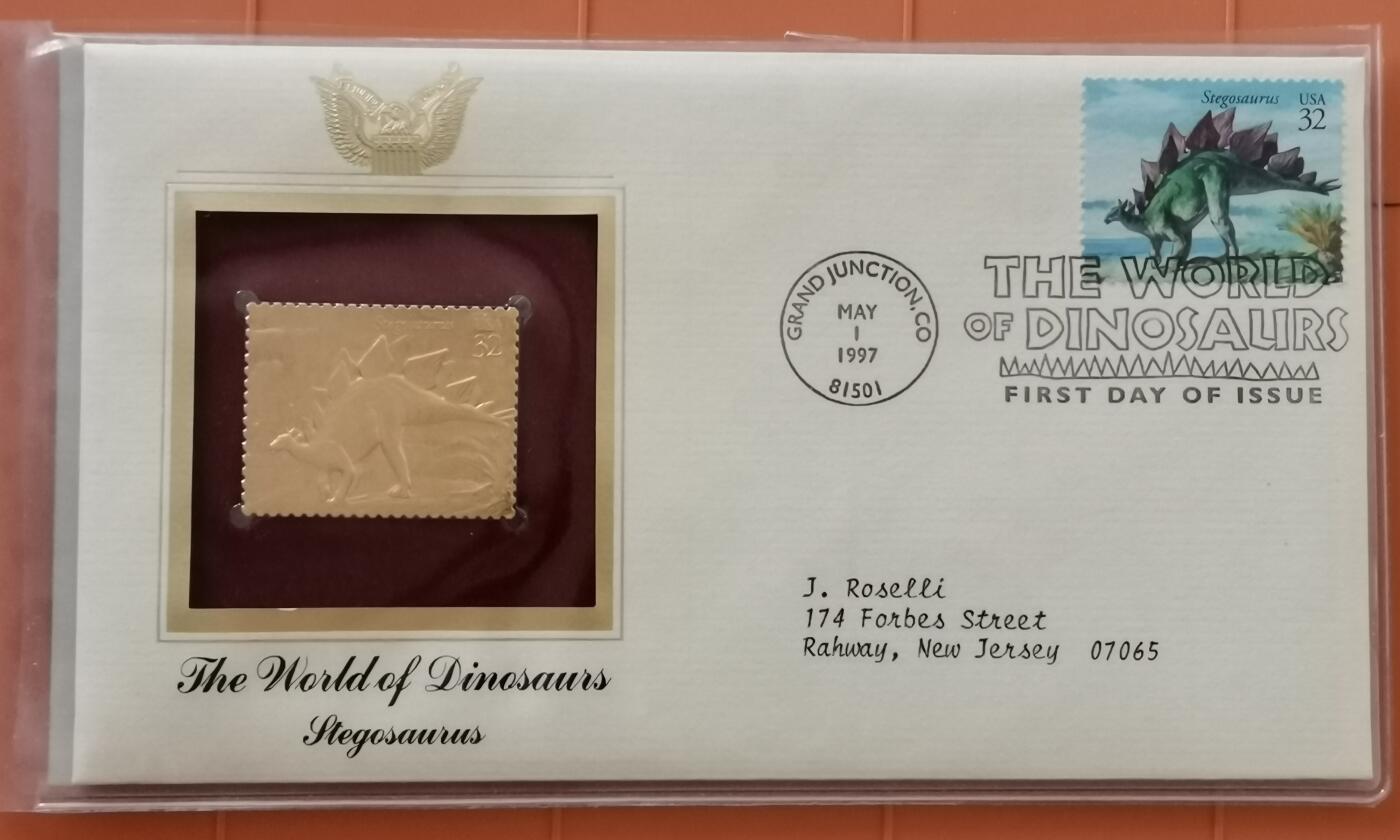 Stegosaurus USA
32
Stegosaurus
32
GRAND JUNCTION, CO
MAY
1
1997
81501
THE WORLD
OF DINOSAURS
FIRST DAY OF ISSUE
J. Roselli
174 Forbes Street
Rahway, New Jersey 07065
The World of Dinosaurs
Stegosaurus